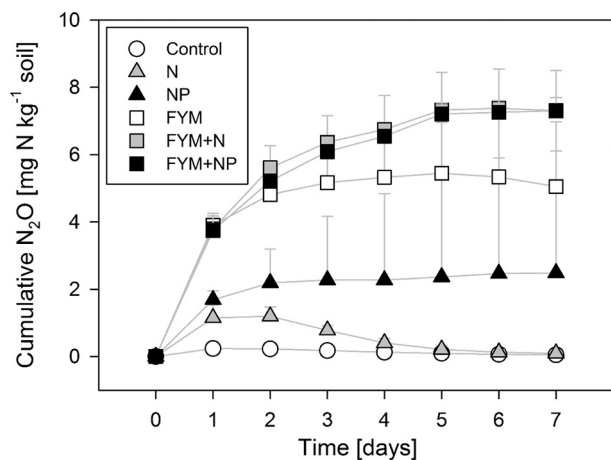 10
8
6
4
2
0
Cumulative N₂O [mg N kg⁻¹ soil]
Control
N
NP
FYM
FYM+N
FYM+NP
0 1 2 3 4 5 6 7
Time [days]